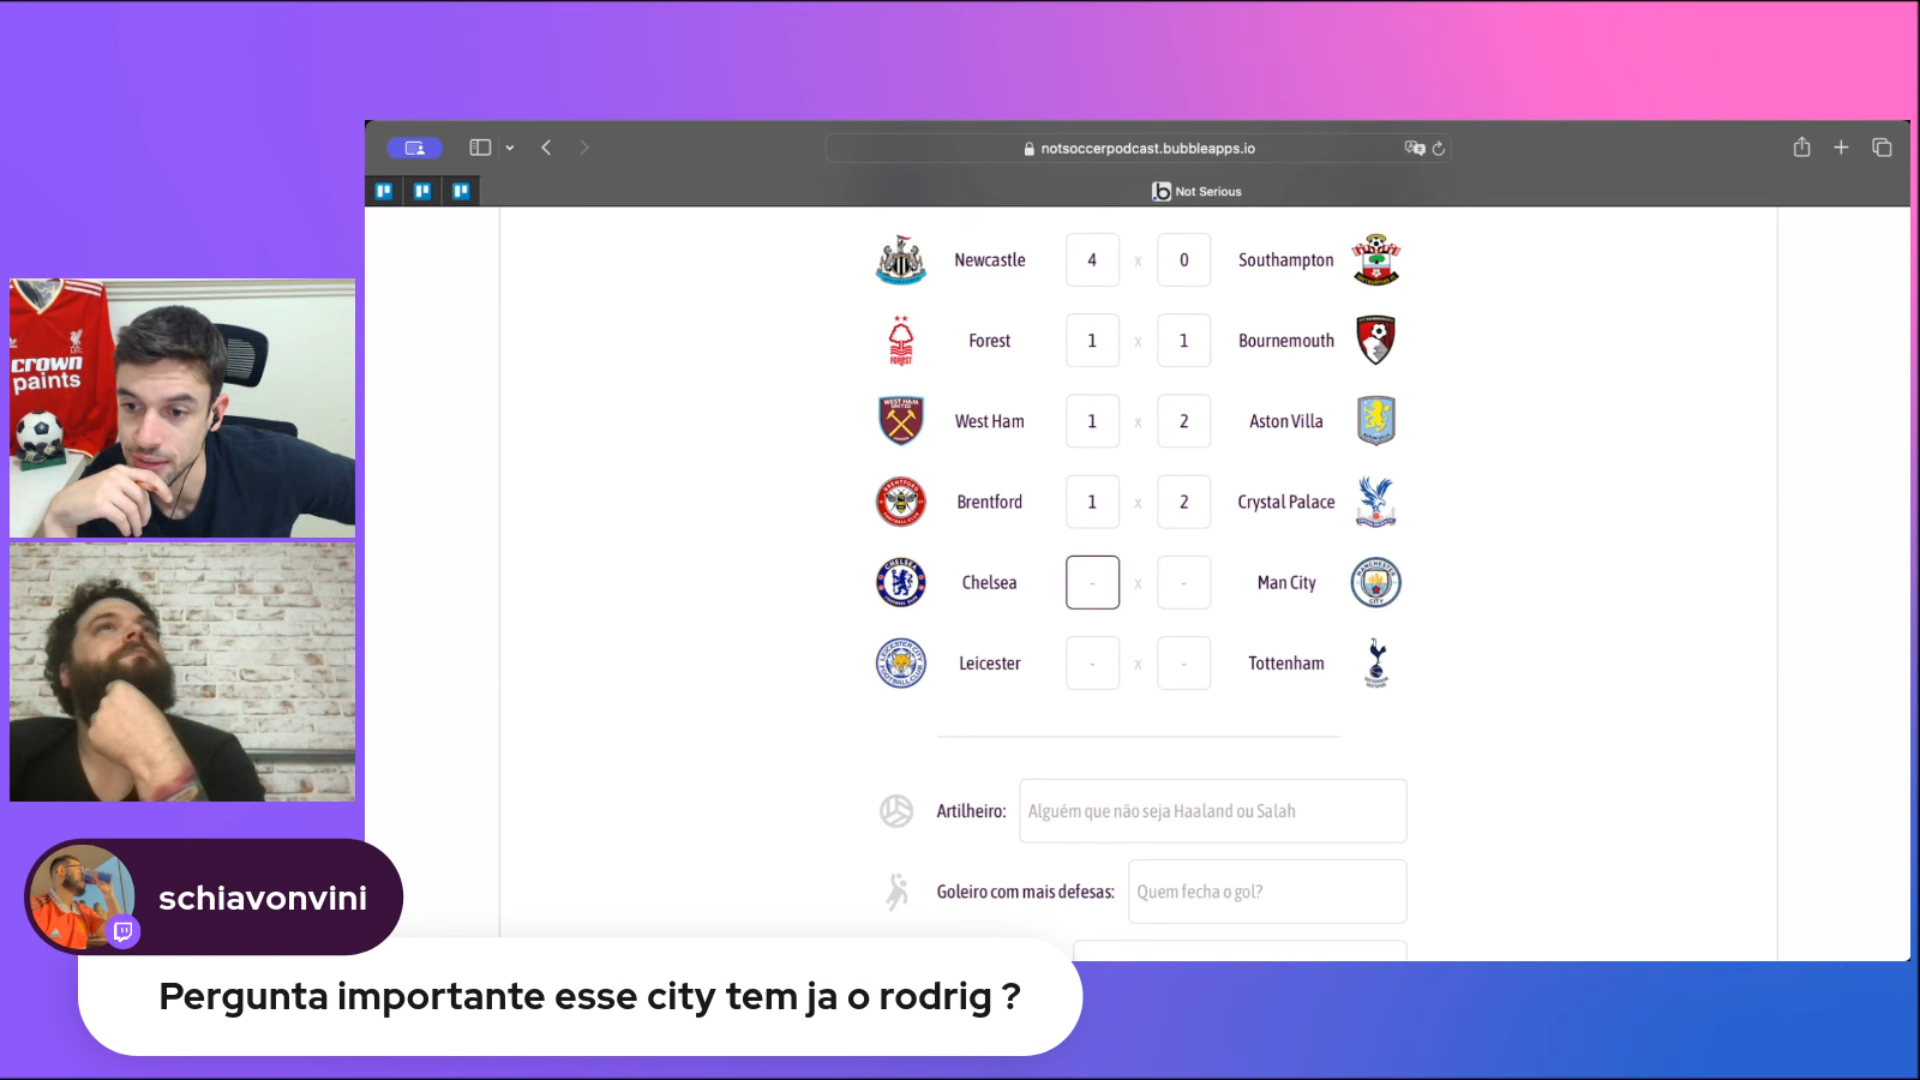 notsoccerpodcast.bubbleapps.io
Not Serious
Newcastle 4 x 0 Southampton
Forest 1 x 1 Bournemouth
West Ham 1 x 2 Aston Villa
Brentford 1 x 2 Crystal Palace
Chelsea - x - Man City
Leicester - x - Tottenham
Artilheiro: Alguém que não seja Haaland ou Salah
Goleiro com mais defesas: Quem fecha o gol?
crown
paints
schiavonvini
Pergunta importante esse city tem ja o rodrig ?